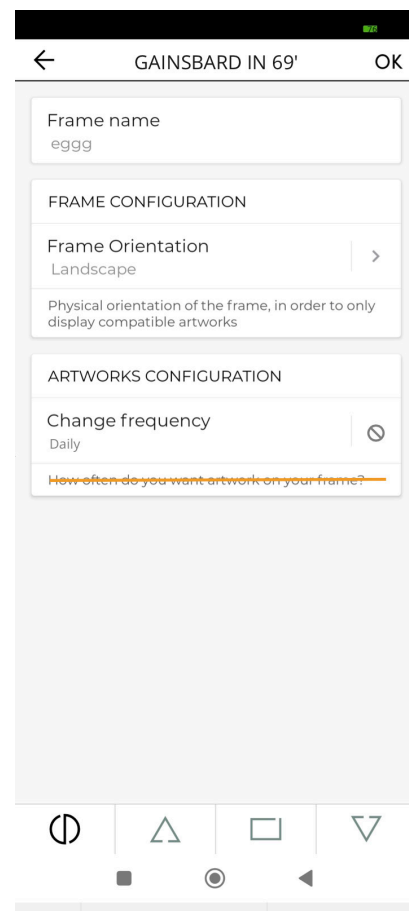 76
GAINSBARD IN 69' OK
Frame name
eggg
FRAME CONFIGURATION
Frame Orientation
Landscape
Physical orientation of the frame, in order to only
display compatible artworks
ARTWORKS CONFIGURATION
Change frequency
Daily
How often do you want artwork on your frame?